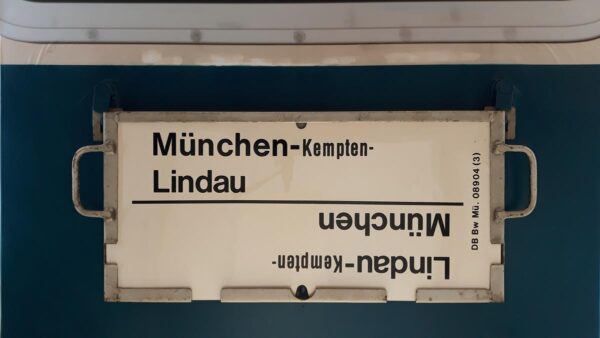 München-Kempten-
Lindau
Lindau-Kempten-
München
DB Bw Mü. 08904 (3)